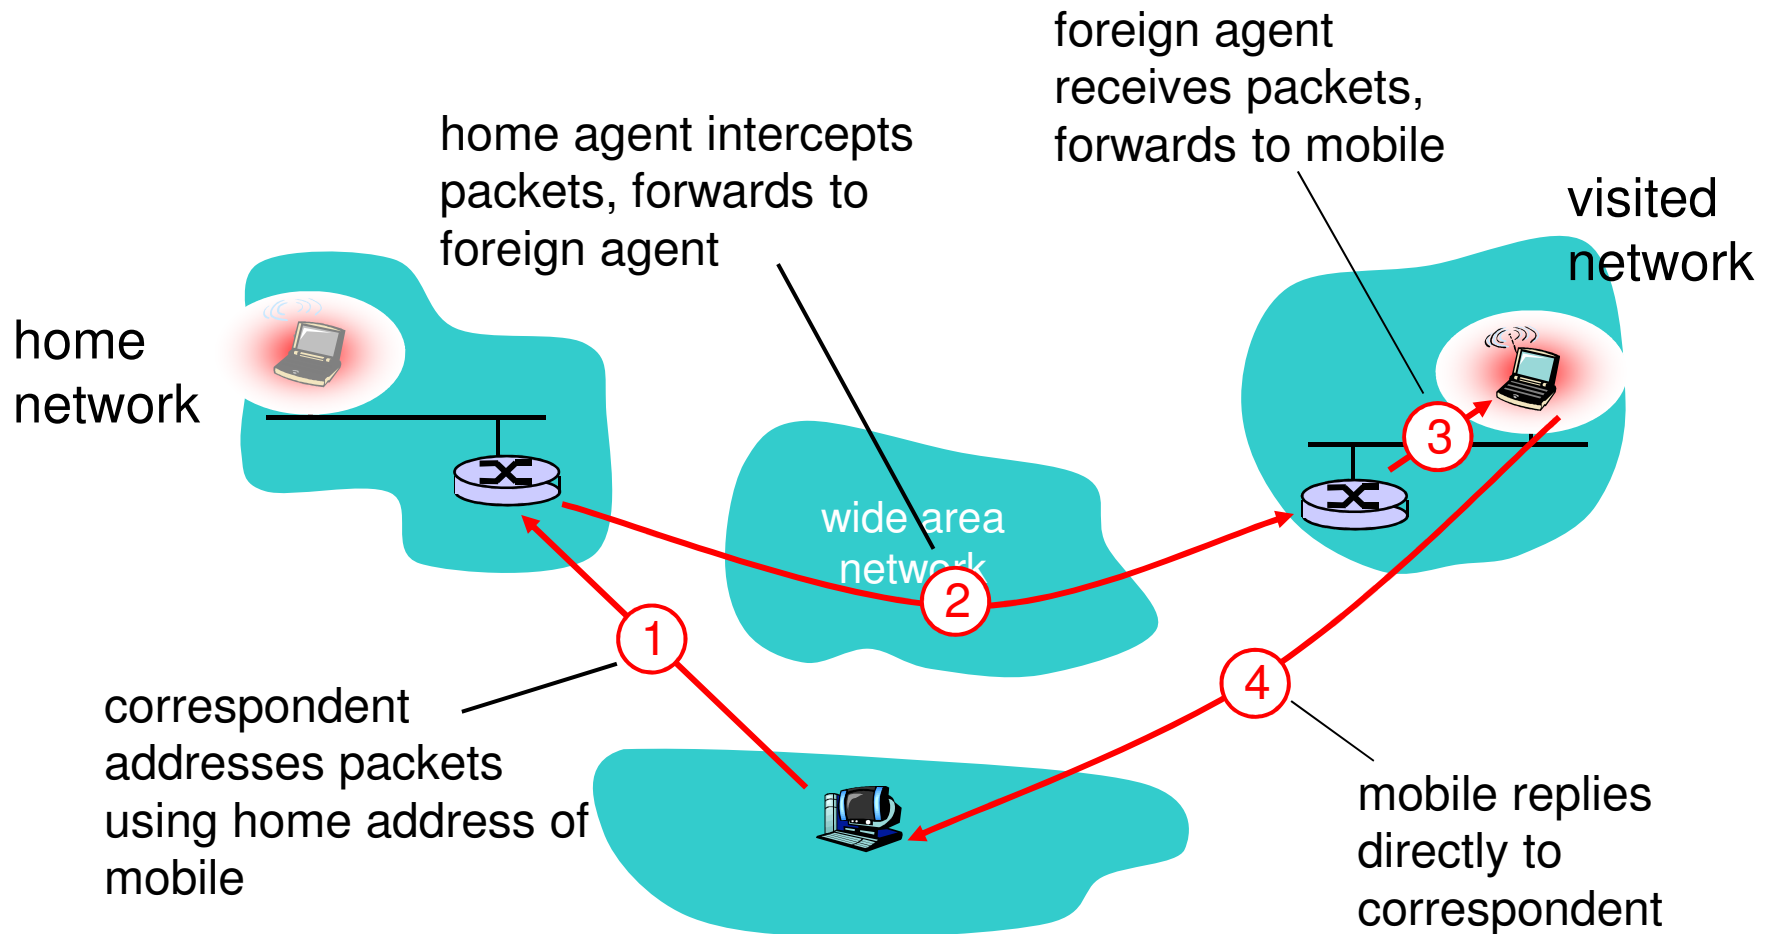 foreign agent
receives packets,
forwards to mobile
home agent intercepts
packets, forwards to
foreign agent
visited
network
home
network
wide area
network
3
2
1
4
correspondent
addresses packets
using home address of
mobile
mobile replies
directly to
correspondent